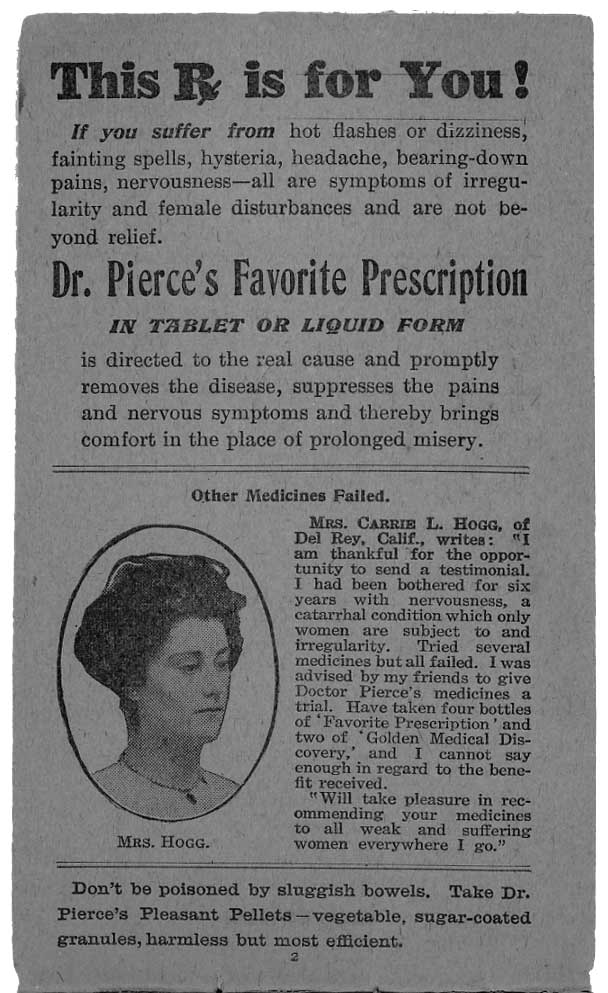 This ℞ is for You!
If you suffer from hot flashes or dizziness,
fainting spells, hysteria, headache, bearing-down
pains, nervousness—all are symptoms of irregu-
larity and female disturbances and are not be-
yond relief.
Dr. Pierce's Favorite Prescription
IN TABLET OR LIQUID FORM
is directed to the real cause and promptly
removes the disease, suppresses the pains
and nervous symptoms and thereby brings
comfort in the place of prolonged misery.
Other Medicines Failed.
MRS. CARRIE L. HOGG, of
Del Rey, Calif., writes: "I
am thankful for the oppor-
tunity to send a testimonial.
I had been bothered for six
years with nervousness, a
catarrhal condition which only
women are subject to and
irregularity. Tried several
medicines but all failed. I was
advised by my friends to give
Doctor Pierce's medicines a
trial. Have taken four bottles
of 'Favorite Prescription' and
two of 'Golden Medical Dis-
covery,' and I cannot say
enough in regard to the bene-
fit received.
"Will take pleasure in rec-
ommending your medicines
to all weak and suffering
women everywhere I go."
MRS. HOGG.
Don't be poisoned by sluggish bowels. Take Dr.
Pierce's Pleasant Pellets—vegetable, sugar-coated
granules, harmless but most efficient.
2